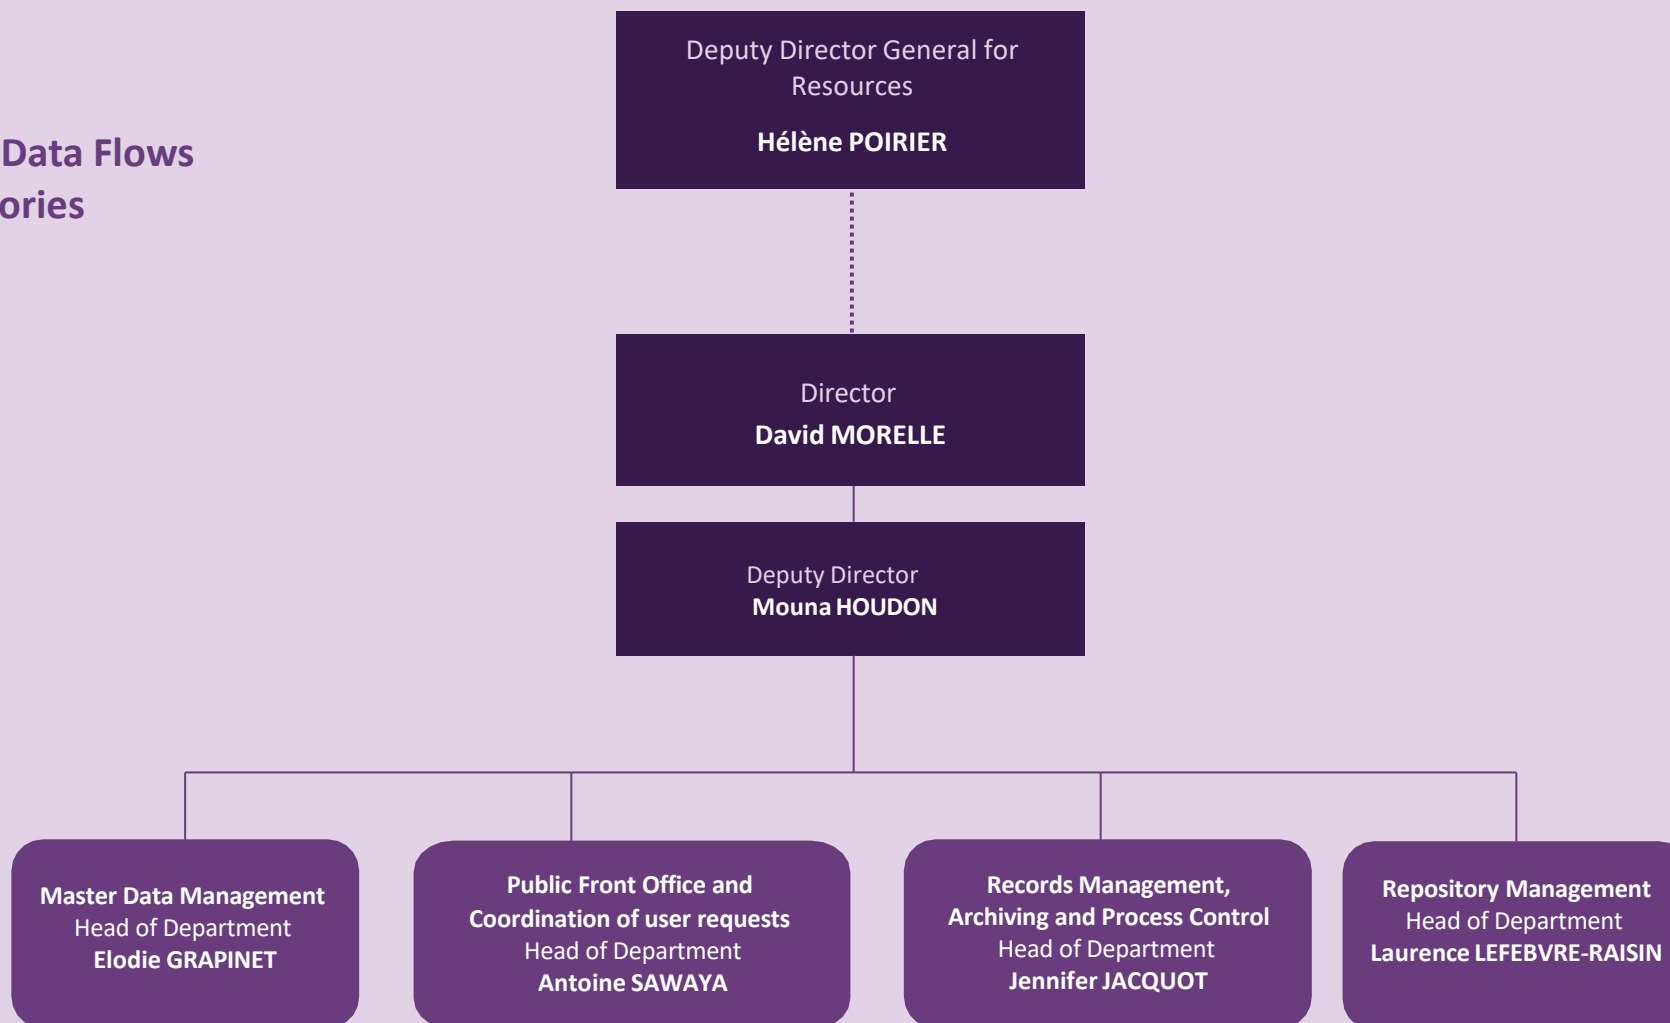 Data Flows
ories
Deputy Director General for
Resources
Hélène POIRIER
Director
David MORELLE
Deputy Director
Mouna HOUDON
Master Data Management
Head of Department
Elodie GRAPINET
Public Front Office and
Coordination of user requests
Head of Department
Antoine SAWAYA
Records Management,
Archiving and Process Control
Head of Department
Jennifer JACQUOT
Repository Management
Head of Department
Laurence LEFEBVRE-RAISIN